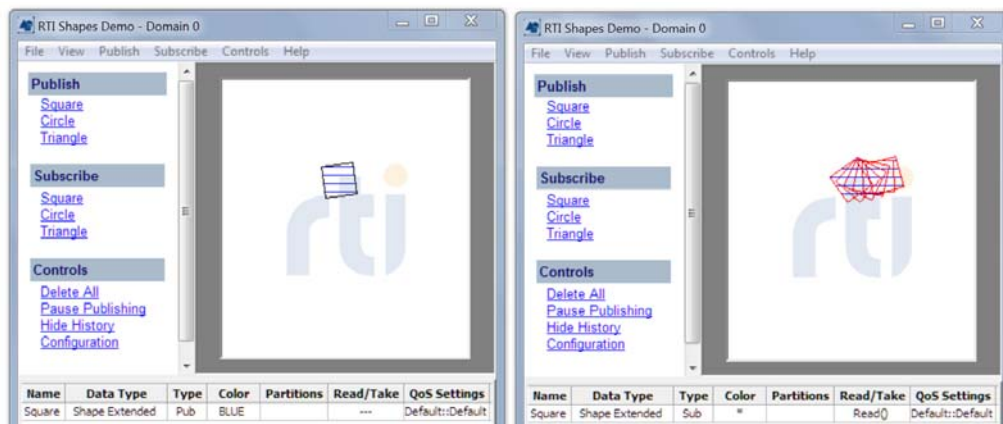 RTI Shapes Demo - Domain 0
File View Publish Subscribe Controls Help
Publish
Square
Circle
Triangle
Subscribe
Square
Circle
Triangle
Controls
Delete All
Pause Publishing
Hide History
Configuration
rti
Name Data Type Type Color Partitions Read/Take QoS Settings
Square Shape Extended Pub BLUE --- Default::Default
RTI Shapes Demo - Domain 0
File View Publish Subscribe Controls Help
Publish
Square
Circle
Triangle
Subscribe
Square
Circle
Triangle
Controls
Delete All
Pause Publishing
Hide History
Configuration
rti
Name Data Type Type Color Partitions Read/Take QoS Settings
Square Shape Extended Sub * Read() Default::Default